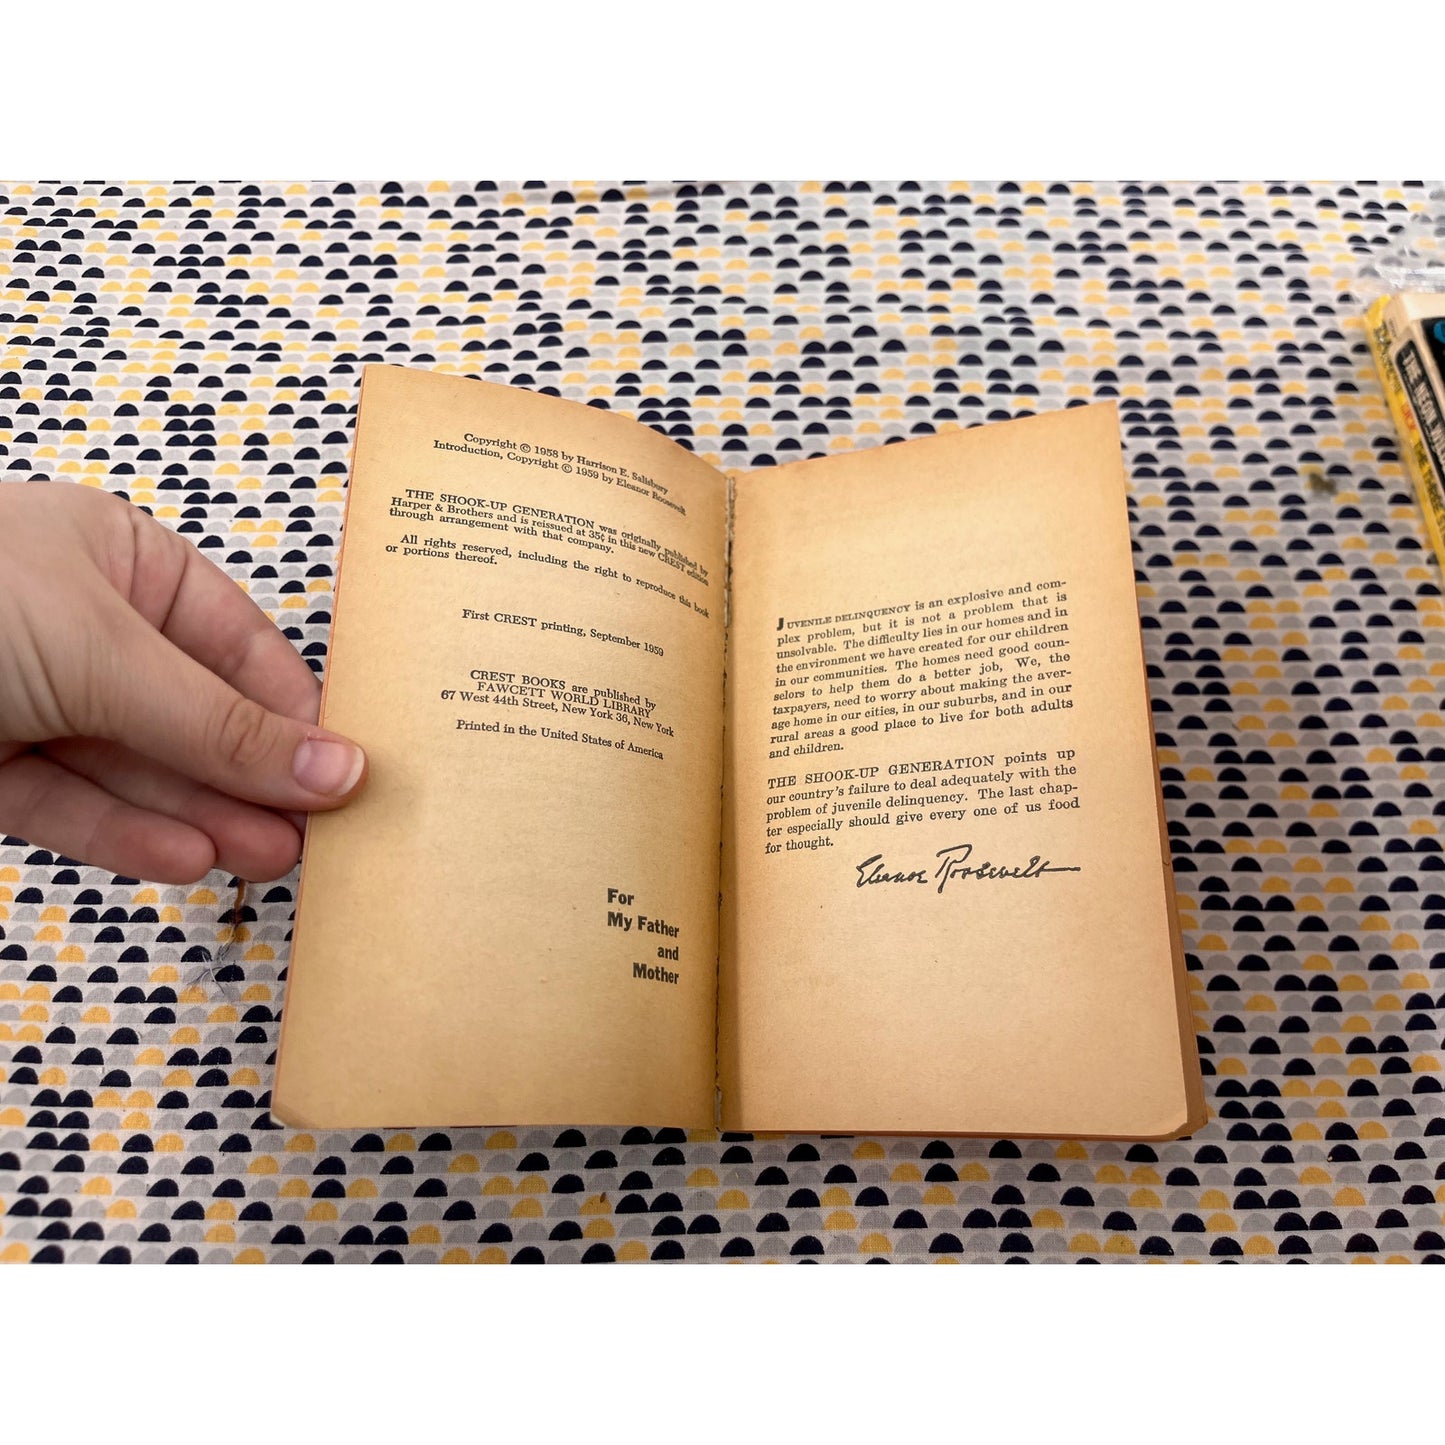 Copyright © 1958 by Harrison E. Salisbury
Introduction, Copyright © 1959 by Eleanor Roosevelt
THE SHOOK-UP GENERATION was originally published by
Harper & Brothers and is reissued at 35¢ in this new CREST edition
through arrangement with that company.
All rights reserved, including the right to reproduce this book
or portions thereof.
First CREST printing, September 1959
CREST BOOKS are published by
FAWCETT WORLD LIBRARY
67 West 44th Street, New York 36, New York
Printed in the United States of America
For
My Father
and
Mother
JUVENILE DELINQUENCY is an explosive and com-
plex problem, but it is not a problem that is
unsolvable. The difficulty lies in our homes and in
the environment we have created for our children
in our communities. The homes need good coun-
selors to help them do a better job, We, the
taxpayers, need to worry about making the aver-
age home in our cities, in our suburbs, and in our
rural areas a good place to live for both adults
and children.
THE SHOOK-UP GENERATION points up
our country's failure to deal adequately with the
problem of juvenile delinquency. The last chap-
ter especially should give every one of us food
for thought.
Eleanor Roosevelt